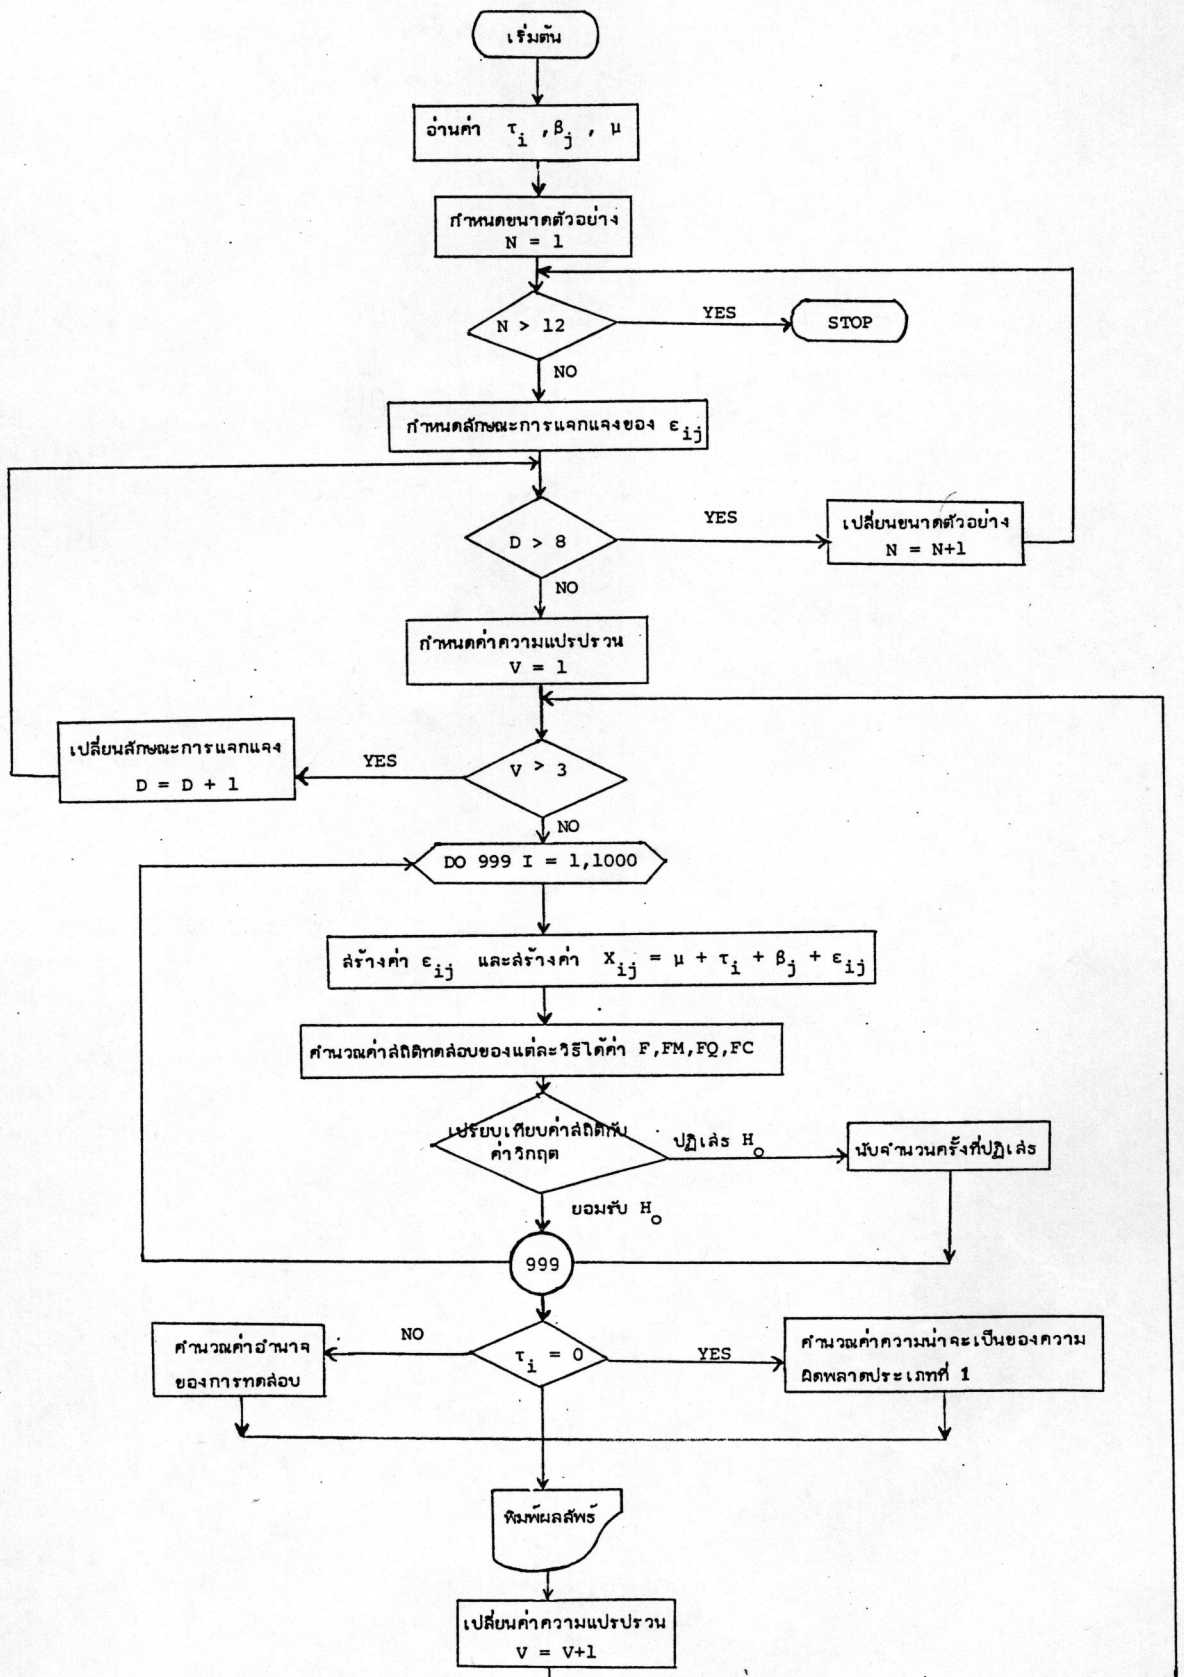 เริ่มต้น
อ่านค่า τi , βj , μ
กำหนดขนาดตัวอย่าง
N = 1
N > 12
YES
STOP
NO
กำหนดลักษณะการแจกแจงของ εij
D > 8
YES
เปลี่ยนขนาดตัวอย่าง
N = N+1
NO
กำหนดค่าความแปรปรวน
V = 1
V > 3
YES
เปลี่ยนลักษณะการแจกแจง
D = D + 1
NO
DO 999 I = 1,1000
สร้างค่า εij และสร้างค่า Xij = μ + τi + βj + εij
คำนวณค่าสถิติทดสอบของแต่ละวิธีได้ค่า F,FM,FQ,FC
เปรียบเทียบค่าสถิติกับ
ค่าวิกฤต
ปฏิเสธ Ho
นับจำนวนครั้งที่ปฏิเสธ
ยอมรับ Ho
999
τi = 0
NO
คำนวณค่าอำนาจ
ของการทดสอบ
YES
คำนวณค่าความน่าจะเป็นของความ
ผิดพลาดประเภทที่ 1
พิมพ์ผลลัพธ์
เปลี่ยนค่าความแปรปรวน
V = V+1